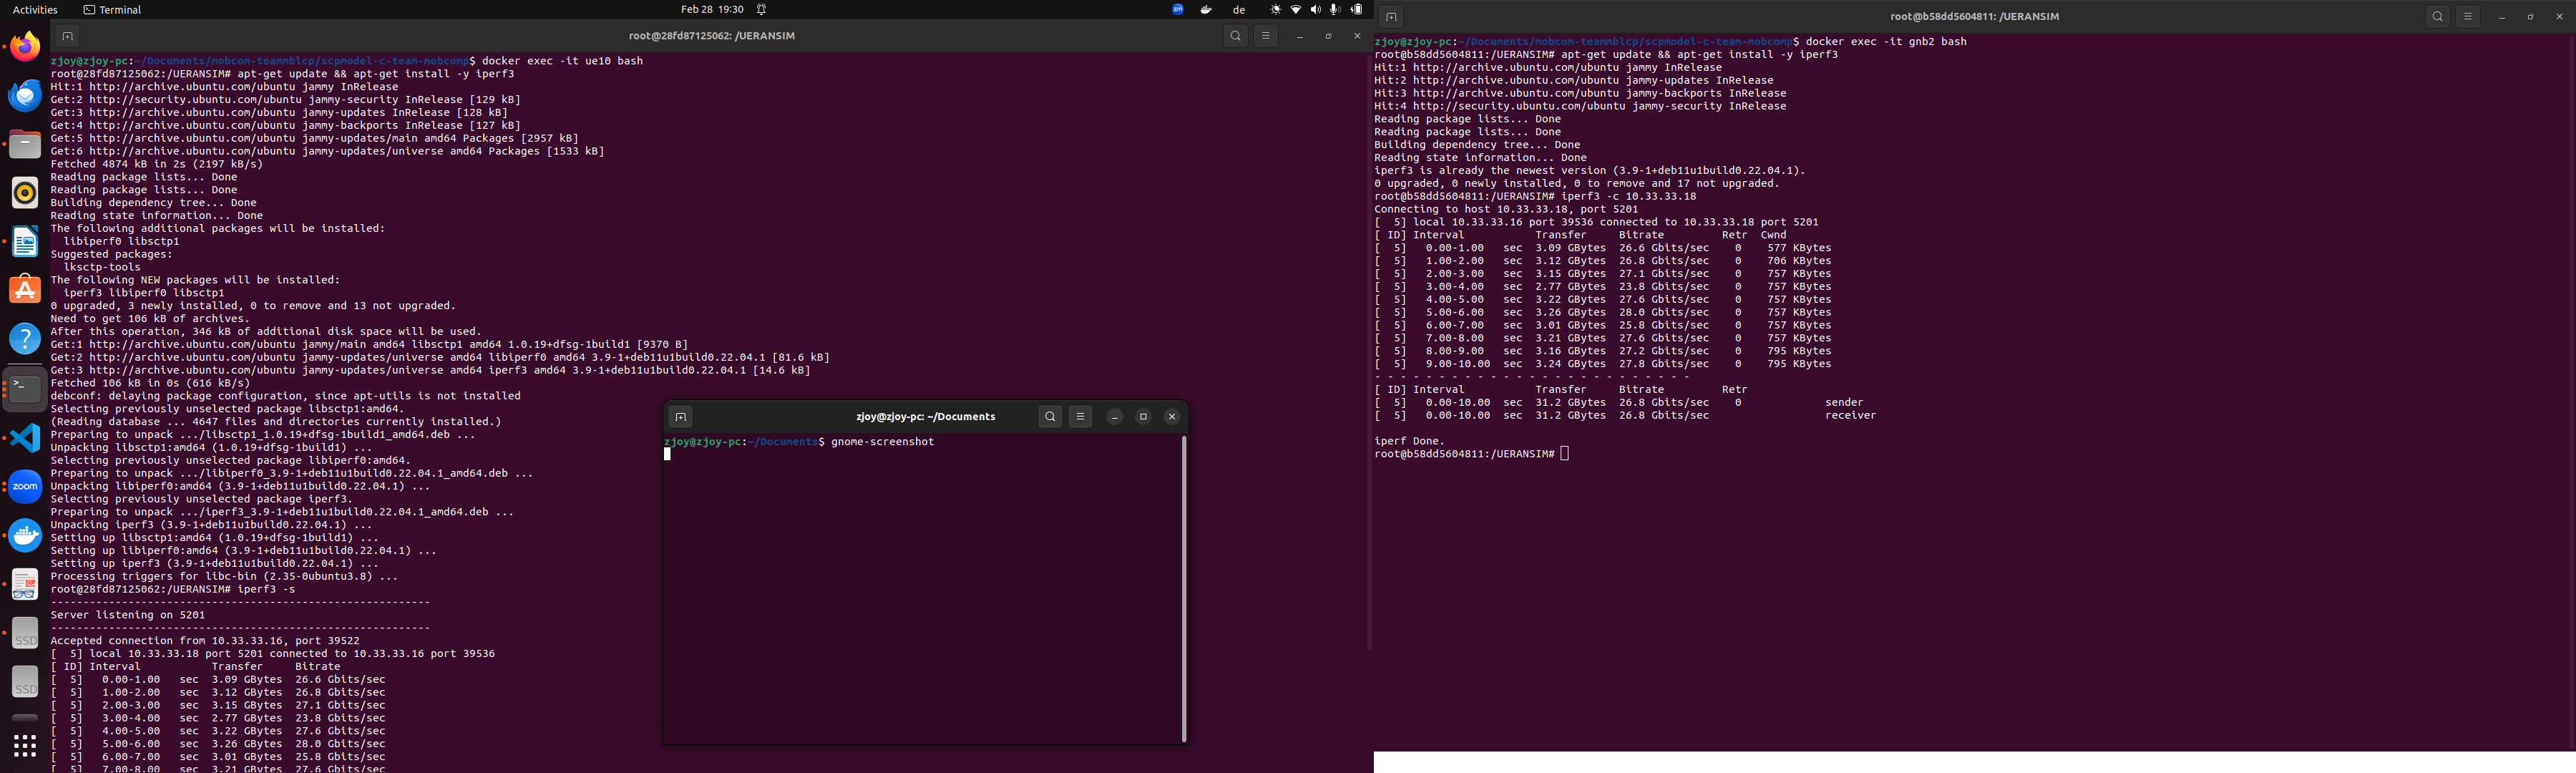 Activities
Terminal
Feb 28 19:30
zm
de
root@28fd87125062: /UERANSIM
zjoy@zjoy-pc:~/Documents/mobcom-teammblcp/scpmodel-c-team-mobcomp$ docker exec -it ue10 bash
root@28fd87125062:/UERANSIM# apt-get update && apt-get install -y iperf3
Hit:1 http://archive.ubuntu.com/ubuntu jammy InRelease
Get:2 http://security.ubuntu.com/ubuntu jammy-security InRelease [129 kB]
Get:3 http://archive.ubuntu.com/ubuntu jammy-updates InRelease [128 kB]
Get:4 http://archive.ubuntu.com/ubuntu jammy-backports InRelease [127 kB]
Get:5 http://archive.ubuntu.com/ubuntu jammy-updates/main amd64 Packages [2957 kB]
Get:6 http://archive.ubuntu.com/ubuntu jammy-updates/universe amd64 Packages [1533 kB]
Fetched 4874 kB in 2s (2197 kB/s)
Reading package lists... Done
Reading package lists... Done
Building dependency tree... Done
Reading state information... Done
The following additional packages will be installed:
  libiperf0 libsctp1
Suggested packages:
  lksctp-tools
The following NEW packages will be installed:
  iperf3 libiperf0 libsctp1
0 upgraded, 3 newly installed, 0 to remove and 13 not upgraded.
Need to get 106 kB of archives.
After this operation, 346 kB of additional disk space will be used.
Get:1 http://archive.ubuntu.com/ubuntu jammy/main amd64 libsctp1 amd64 1.0.19+dfsg-1build1 [9370 B]
Get:2 http://archive.ubuntu.com/ubuntu jammy-updates/universe amd64 libiperf0 amd64 3.9-1+deb11u1build0.22.04.1 [81.6 kB]
Get:3 http://archive.ubuntu.com/ubuntu jammy-updates/universe amd64 iperf3 amd64 3.9-1+deb11u1build0.22.04.1 [14.6 kB]
Fetched 106 kB in 0s (616 kB/s)
debconf: delaying package configuration, since apt-utils is not installed
Selecting previously unselected package libsctp1:amd64.
(Reading database ... 4647 files and directories currently installed.)
Preparing to unpack .../libsctp1_1.0.19+dfsg-1build1_amd64.deb ...
Unpacking libsctp1:amd64 (1.0.19+dfsg-1build1) ...
Selecting previously unselected package libiperf0:amd64.
Preparing to unpack .../libiperf0_3.9-1+deb11u1build0.22.04.1_amd64.deb ...
Unpacking libiperf0:amd64 (3.9-1+deb11u1build0.22.04.1) ...
Selecting previously unselected package iperf3.
Preparing to unpack .../iperf3_3.9-1+deb11u1build0.22.04.1_amd64.deb ...
Unpacking iperf3 (3.9-1+deb11u1build0.22.04.1) ...
Setting up libsctp1:amd64 (1.0.19+dfsg-1build1) ...
Setting up libiperf0:amd64 (3.9-1+deb11u1build0.22.04.1) ...
Setting up iperf3 (3.9-1+deb11u1build0.22.04.1) ...
Processing triggers for libc-bin (2.35-0ubuntu3.8) ...
root@28fd87125062:/UERANSIM# iperf3 -s
-----------------------------------------------------------
Server listening on 5201
-----------------------------------------------------------
Accepted connection from 10.33.33.16, port 39522
[  5] local 10.33.33.18 port 5201 connected to 10.33.33.16 port 39536
[ ID] Interval           Transfer     Bitrate
[  5]   0.00-1.00   sec  3.09 GBytes  26.6 Gbits/sec
[  5]   1.00-2.00   sec  3.12 GBytes  26.8 Gbits/sec
[  5]   2.00-3.00   sec  3.15 GBytes  27.1 Gbits/sec
[  5]   3.00-4.00   sec  2.77 GBytes  23.8 Gbits/sec
[  5]   4.00-5.00   sec  3.22 GBytes  27.6 Gbits/sec
[  5]   5.00-6.00   sec  3.26 GBytes  28.0 Gbits/sec
[  5]   6.00-7.00   sec  3.01 GBytes  25.8 Gbits/sec
[  5]   7.00-8.00   sec  3.21 GBytes  27.6 Gbits/sec
zoom
SSD
SSD
zjoy@zjoy-pc: ~/Documents
zjoy@zjoy-pc:~/Documents$ gnome-screenshot
root@b58dd5604811: /UERANSIM
zjoy@zjoy-pc:~/Documents/mobcom-teammblcp/scpmodel-c-team-mobcomp$ docker exec -it gnb2 bash
root@b58dd5604811:/UERANSIM# apt-get update && apt-get install -y iperf3
Hit:1 http://archive.ubuntu.com/ubuntu jammy InRelease
Hit:2 http://archive.ubuntu.com/ubuntu jammy-updates InRelease
Hit:3 http://archive.ubuntu.com/ubuntu jammy-backports InRelease
Hit:4 http://security.ubuntu.com/ubuntu jammy-security InRelease
Reading package lists... Done
Reading package lists... Done
Building dependency tree... Done
Reading state information... Done
iperf3 is already the newest version (3.9-1+deb11u1build0.22.04.1).
0 upgraded, 0 newly installed, 0 to remove and 17 not upgraded.
root@b58dd5604811:/UERANSIM# iperf3 -c 10.33.33.18
Connecting to host 10.33.33.18, port 5201
[  5] local 10.33.33.16 port 39536 connected to 10.33.33.18 port 5201
[ ID] Interval           Transfer     Bitrate         Retr  Cwnd
[  5]   0.00-1.00   sec  3.09 GBytes  26.6 Gbits/sec    0    577 KBytes
[  5]   1.00-2.00   sec  3.12 GBytes  26.8 Gbits/sec    0    706 KBytes
[  5]   2.00-3.00   sec  3.15 GBytes  27.1 Gbits/sec    0    757 KBytes
[  5]   3.00-4.00   sec  2.77 GBytes  23.8 Gbits/sec    0    757 KBytes
[  5]   4.00-5.00   sec  3.22 GBytes  27.6 Gbits/sec    0    757 KBytes
[  5]   5.00-6.00   sec  3.26 GBytes  28.0 Gbits/sec    0    757 KBytes
[  5]   6.00-7.00   sec  3.01 GBytes  25.8 Gbits/sec    0    757 KBytes
[  5]   7.00-8.00   sec  3.21 GBytes  27.6 Gbits/sec    0    757 KBytes
[  5]   8.00-9.00   sec  3.16 GBytes  27.2 Gbits/sec    0    795 KBytes
[  5]   9.00-10.00  sec  3.24 GBytes  27.8 Gbits/sec    0    795 KBytes
- - - - - - - - - - - - - - - - - - - - - - - - -
[ ID] Interval           Transfer     Bitrate         Retr
[  5]   0.00-10.00  sec  31.2 GBytes  26.8 Gbits/sec    0             sender
[  5]   0.00-10.00  sec  31.2 GBytes  26.8 Gbits/sec                  receiver
iperf Done.
root@b58dd5604811:/UERANSIM#